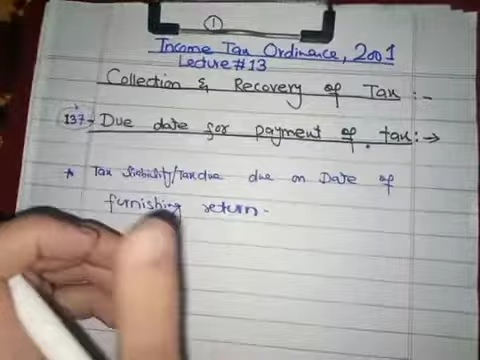 ①
Income Tax Ordinance, 2001
Lecture #13
Collection & Recovery of Tax :-
137- Due date for payment of tax :→
* Tax liability/Tax due due on Date of
furnishing return.